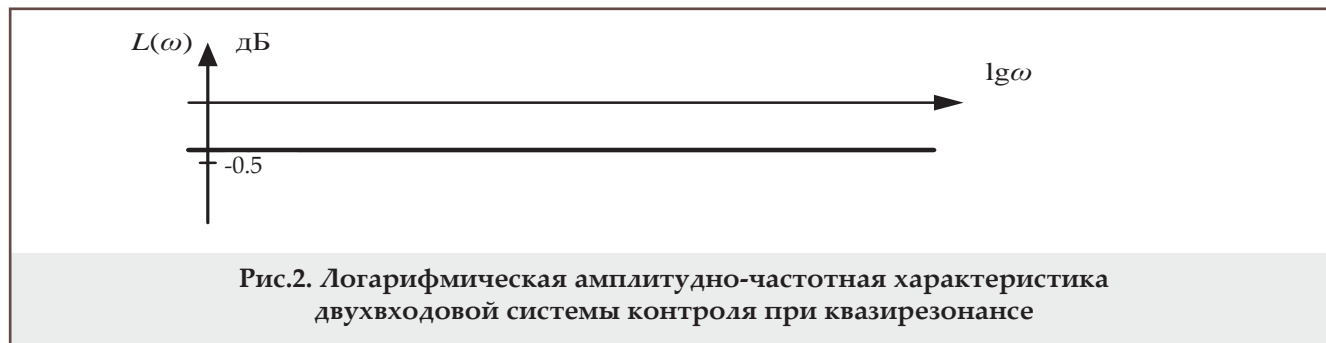 L(ω) дБ
lgω
-0.5
Рис.2. Логарифмическая амплитудно-частотная характеристика
двухвходовой системы контроля при квазирезонансе